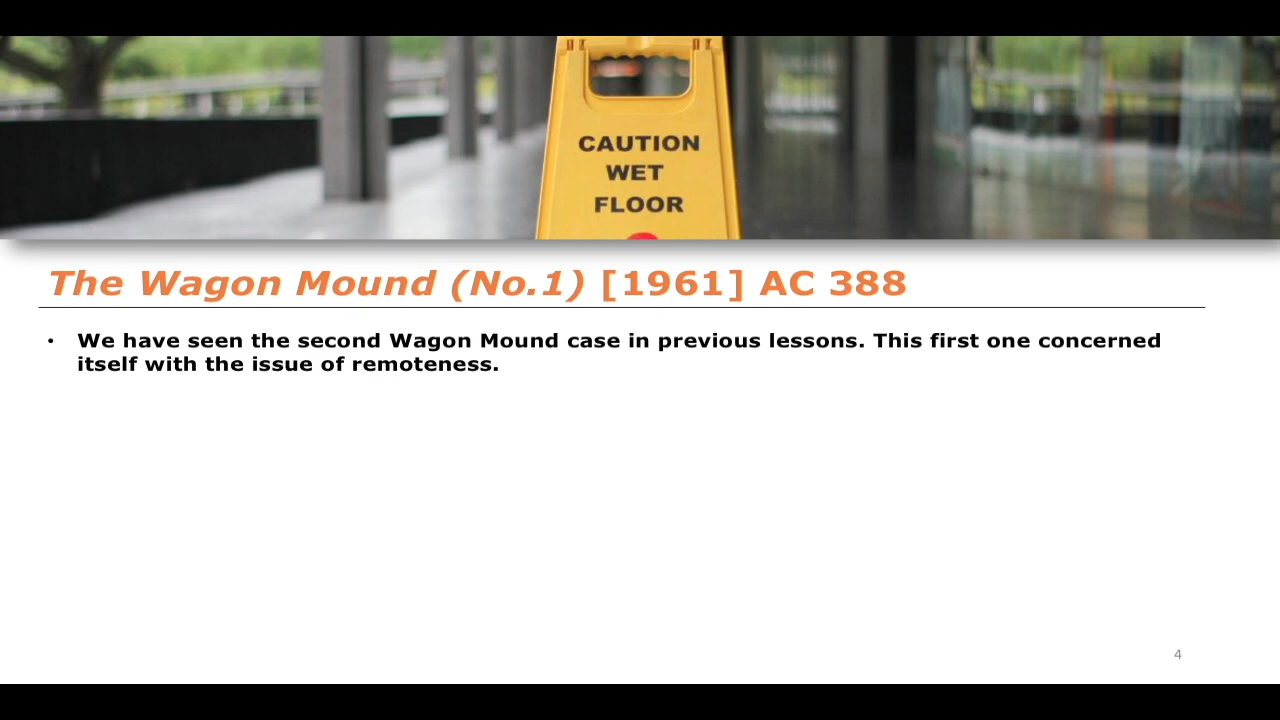 CAUTION
WET
FLOOR
The Wagon Mound (No.1) [1961] AC 388
• We have seen the second Wagon Mound case in previous lessons. This first one concerned
itself with the issue of remoteness.
4